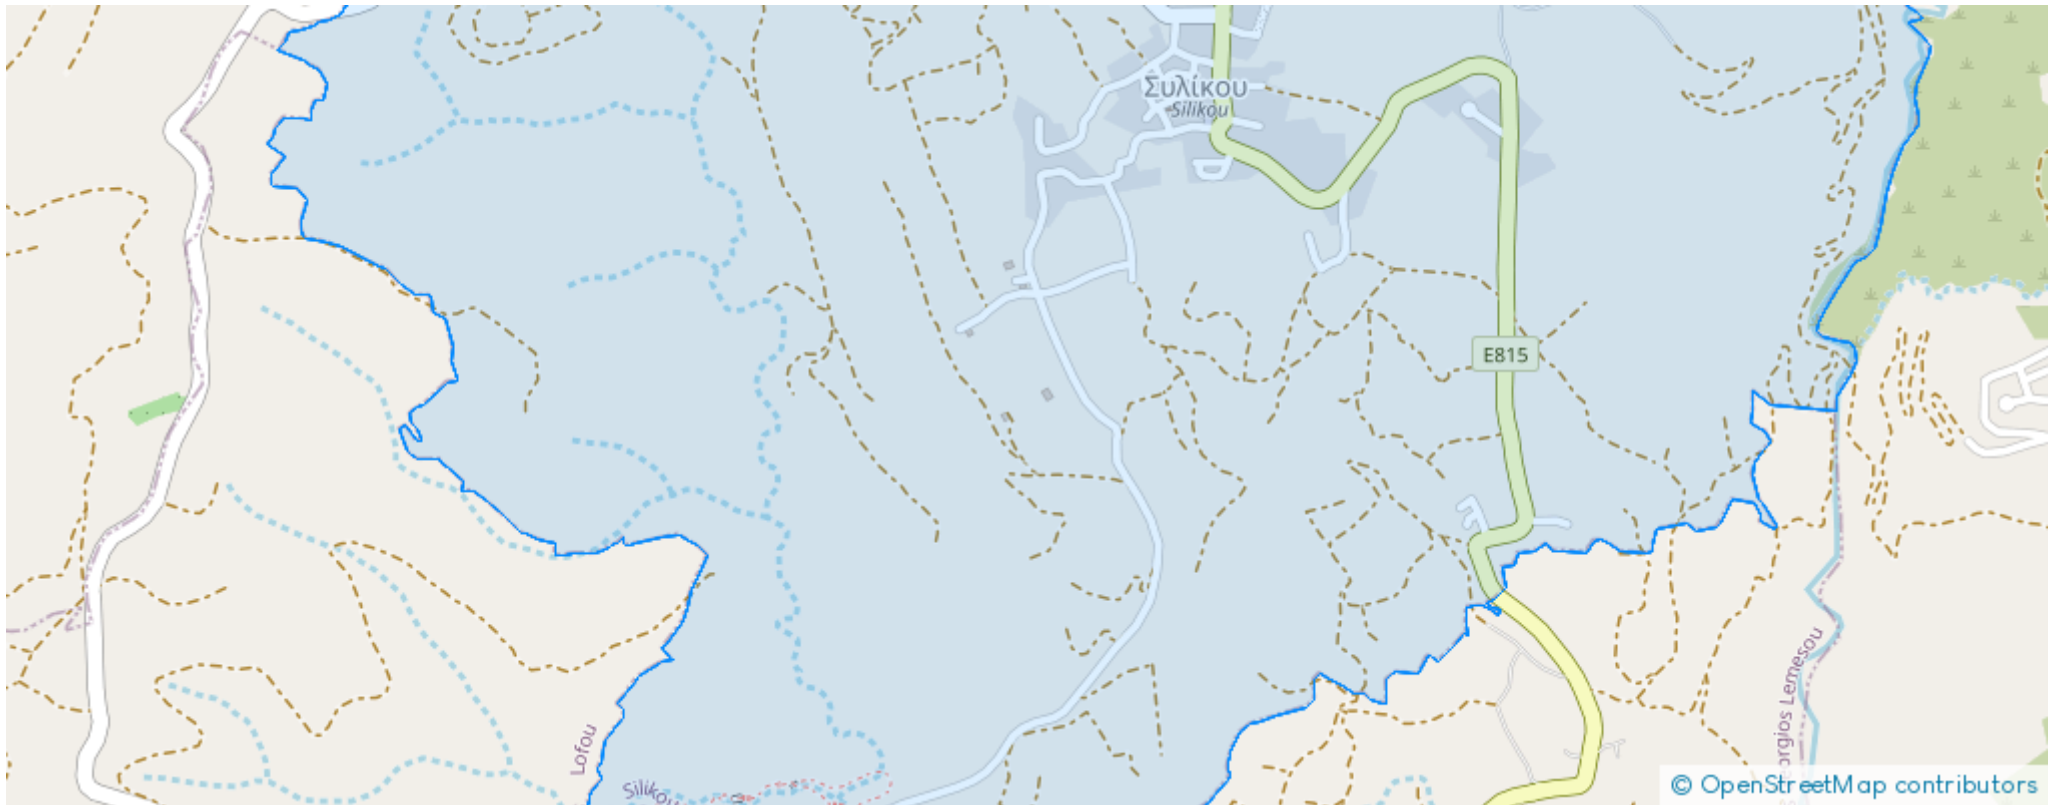 Συλίκου
Silikou
E815
Lofou
Silikou
orgios Lemesou
© OpenStreetMap contributors